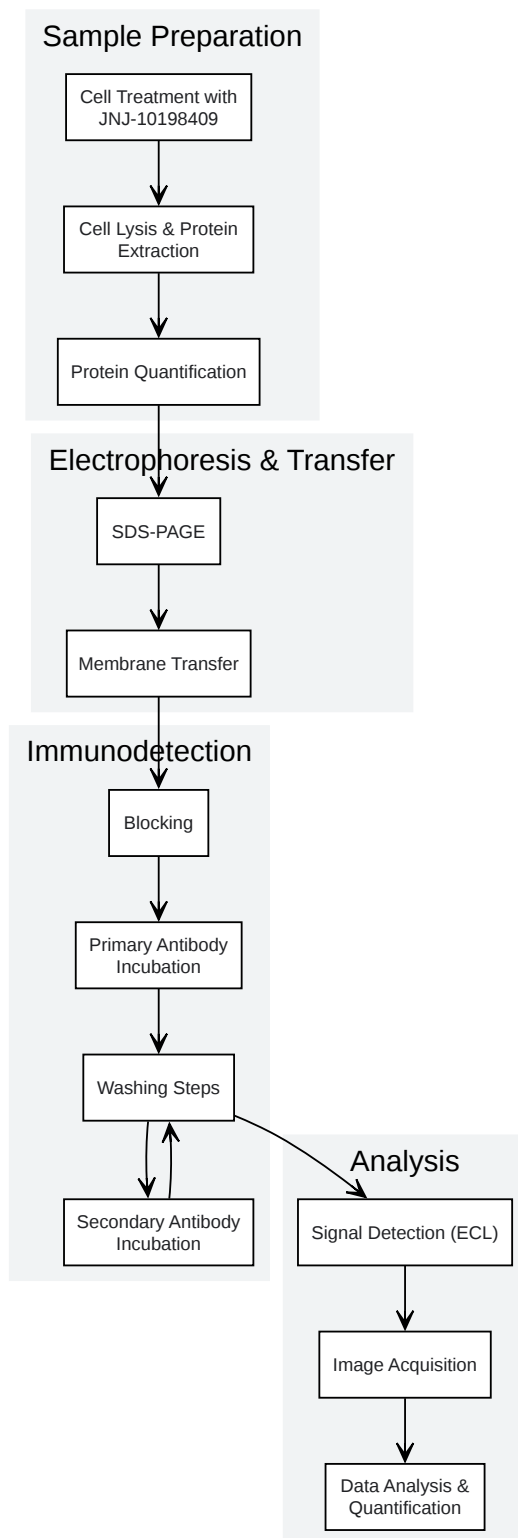 Sample Preparation
Cell Treatment with
JNJ-10198409
Cell Lysis & Protein
Extraction
Protein Quantification
Electrophoresis & Transfer
SDS-PAGE
Membrane Transfer
Immunodetection
Blocking
Primary Antibody
Incubation
Washing Steps
Secondary Antibody
Incubation
Analysis
Signal Detection (ECL)
Image Acquisition
Data Analysis &
Quantification